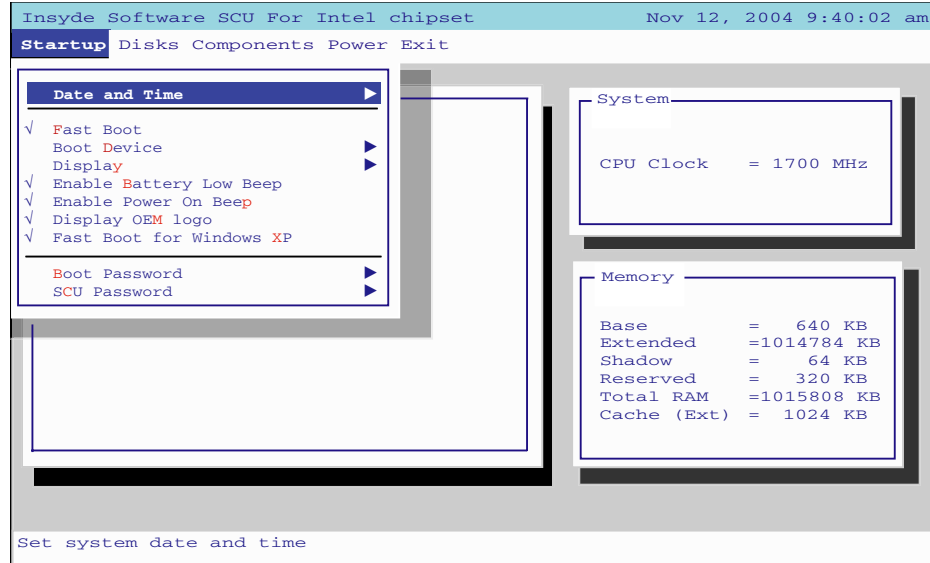 Insyde Software SCU For Intel chipset Nov 12, 2004 9:40:02 am
Startup Disks Components Power Exit
Date and Time ▶
√ Fast Boot
Boot Device ▶
Display ▶
√ Enable Battery Low Beep
√ Enable Power On Beep
√ Display OEM logo
√ Fast Boot for Windows XP
Boot Password ▶
SCU Password ▶
System
CPU Clock = 1700 MHz
Memory
Base = 640 KB
Extended =1014784 KB
Shadow = 64 KB
Reserved = 320 KB
Total RAM =1015808 KB
Cache (Ext) = 1024 KB
Set system date and time